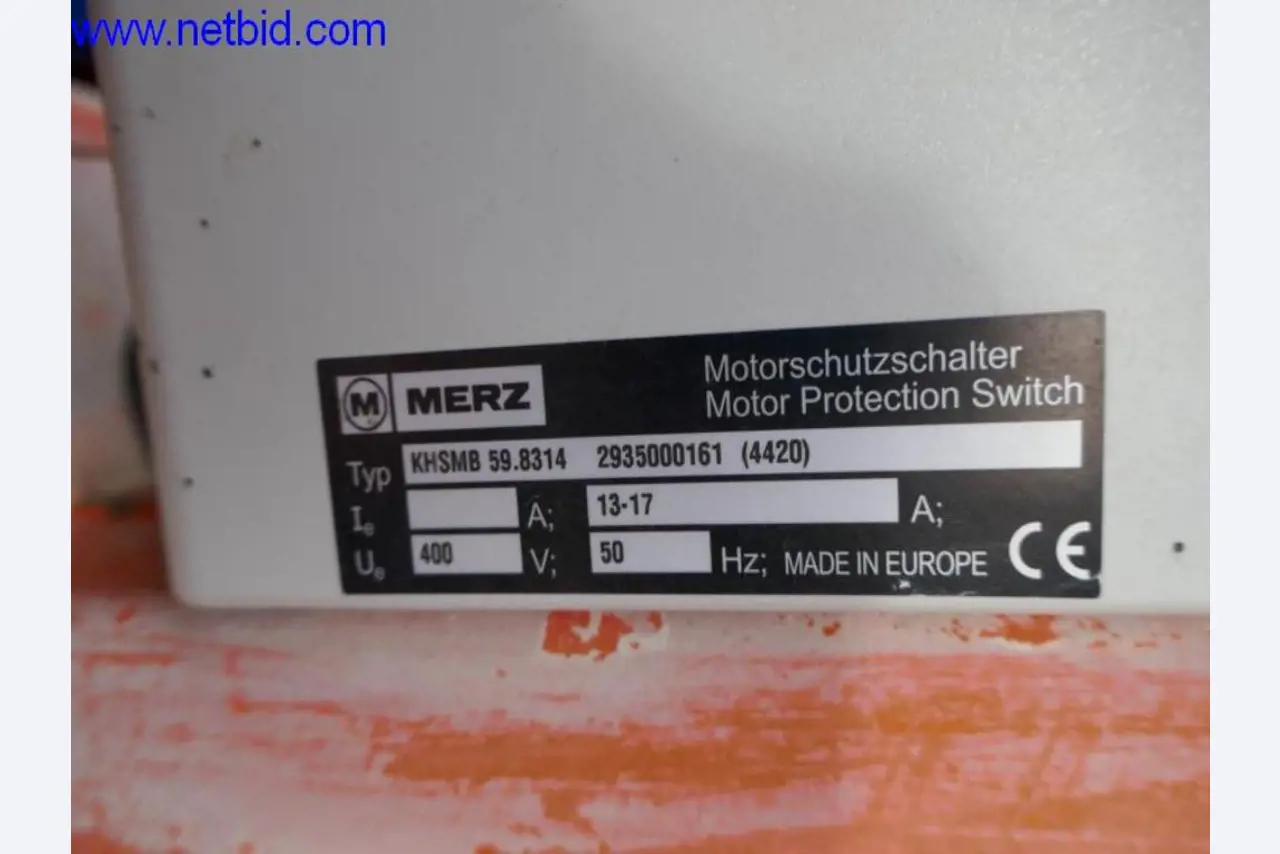 www.netbid.com
M MERZ
Motorschutzschalter
Motor Protection Switch
Typ KHSMB 59.8314 2935000161 (4420)
Ie A; 13-17 A;
Ue 400 V; 50 Hz; MADE IN EUROPE CE